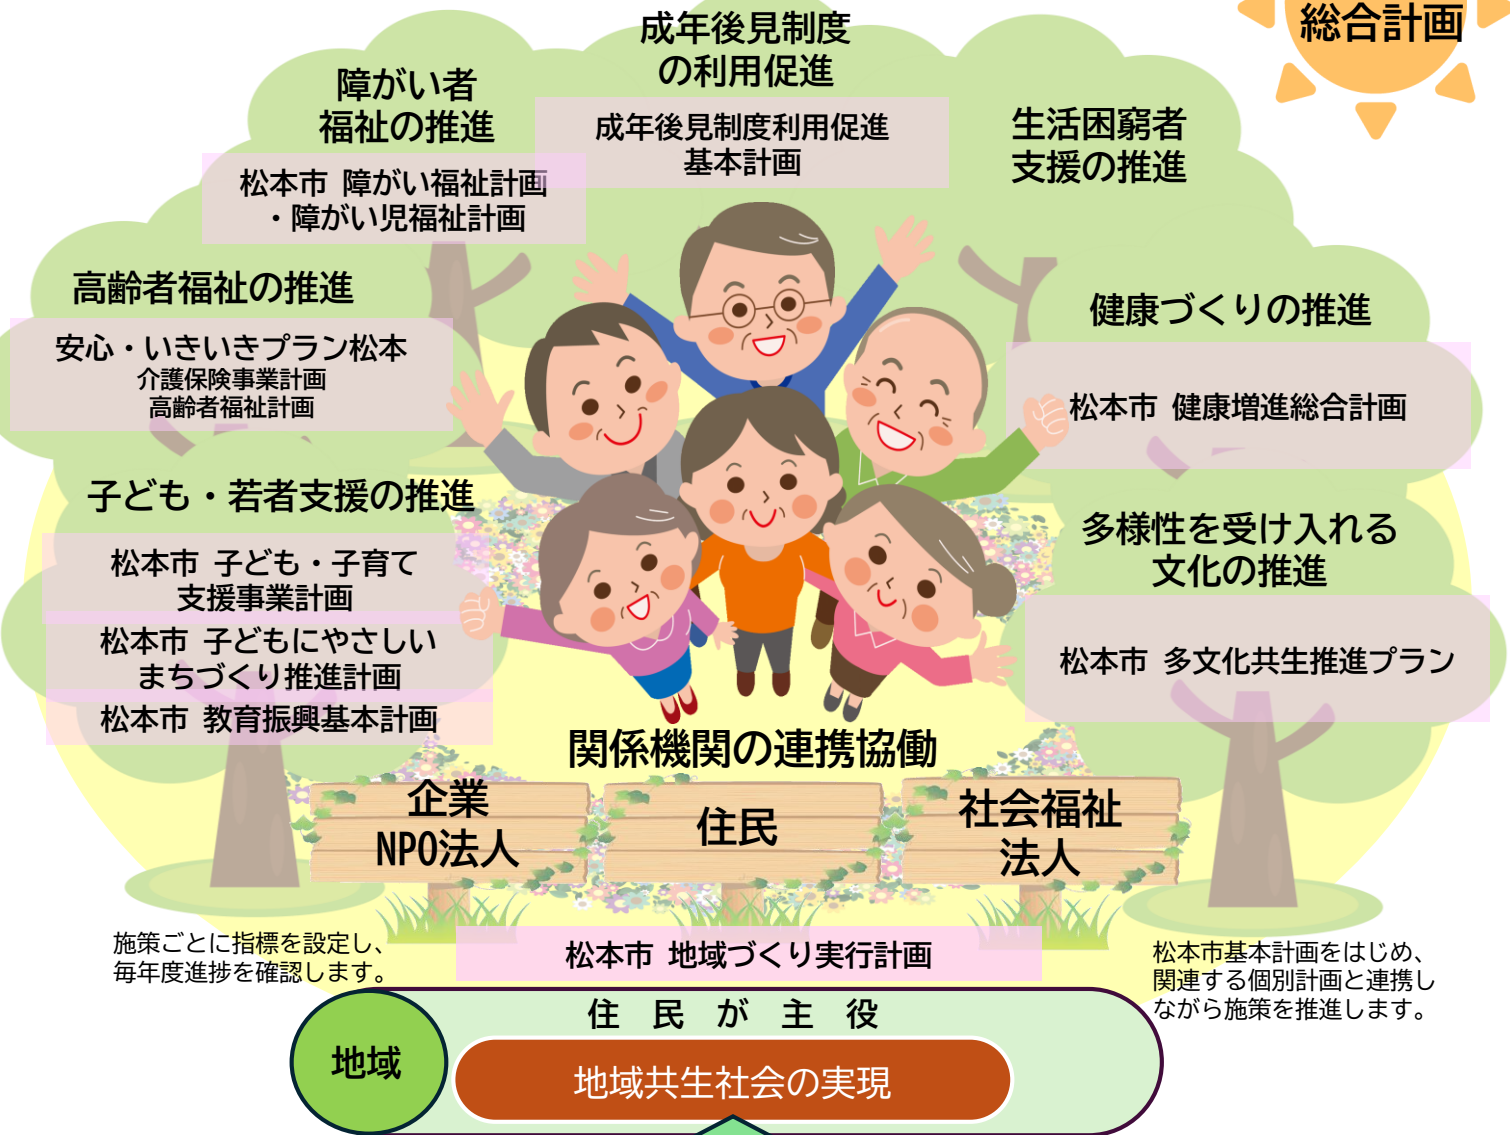 総合計画
成年後見制度
の利用促進
成年後見制度利用促進
基本計画
障がい者
福祉の推進
松本市 障がい福祉計画
・障がい児福祉計画
生活困窮者
支援の推進
高齢者福祉の推進
安心・いきいきプラン松本
介護保険事業計画
高齢者福祉計画
健康づくりの推進
松本市 健康増進総合計画
子ども・若者支援の推進
松本市 子ども・子育て
支援事業計画
松本市 子どもにやさしい
まちづくり推進計画
松本市 教育振興基本計画
多様性を受け入れる
文化の推進
松本市 多文化共生推進プラン
関係機関の連携協働
企業
NPO法人
住民
社会福祉
法人
施策ごとに指標を設定し、
毎年度進捗を確認します。
松本市 地域づくり実行計画
松本市基本計画をはじめ、
関連する個別計画と連携し
ながら施策を推進します。
住 民 が 主 役
地域
地域共生社会の実現